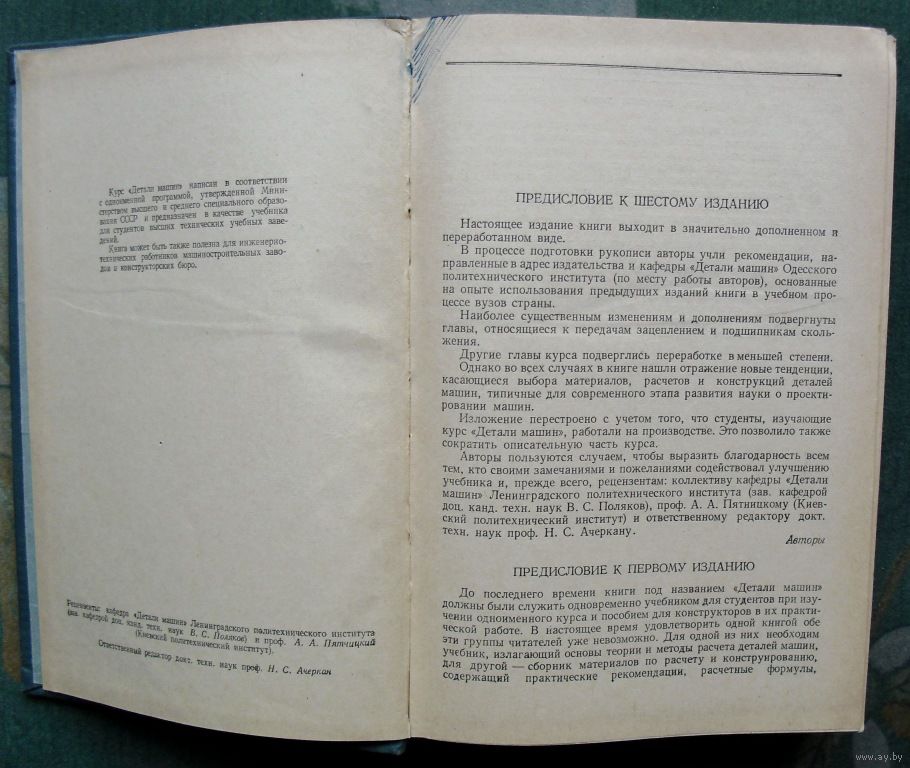 Курс «Детали машин» написан в соответствии
с одноименной программой, утвержденной Мини-
стерством высшего и среднего специального образо-
вания СССР и предназначен в качестве учебника
для студентов высших технических учебных заве-
дений.
Книга может быть также полезна для инженерно-
технических работников машиностроительных заво-
дов и конструкторских бюро.
Рецензенты: кафедра «Детали машин» Ленинградского политехнического института
(зав. кафедрой доц. канд. техн. наук В. С. Поляков) и проф. А. А. Пятницкий
(Киевский политехнический институт).
Ответственный редактор докт. техн. наук проф. Н. С. Ачеркан
ПРЕДИСЛОВИЕ К ШЕСТОМУ ИЗДАНИЮ
Настоящее издание книги выходит в значительно дополненном и
переработанном виде.
В процессе подготовки рукописи авторы учли рекомендации, на-
правленные в адрес издательства и кафедры «Детали машин» Одесского
политехнического института (по месту работы авторов), основанные
на опыте использования предыдущих изданий книги в учебном про-
цессе вузов страны.
Наиболее существенным изменениям и дополнениям подвергнуты
главы, относящиеся к передачам зацеплением и подшипникам сколь-
жения.
Другие главы курса подверглись переработке в меньшей степени.
Однако во всех случаях в книге нашли отражение новые тенденции,
касающиеся выбора материалов, расчетов и конструкций деталей
машин, типичные для современного этапа развития науки о проекти-
ровании машин.
Изложение перестроено с учетом того, что студенты, изучающие
курс «Детали машин», работали на производстве. Это позволило также
сократить описательную часть курса.
Авторы пользуются случаем, чтобы выразить благодарность всем
тем, кто своими замечаниями и пожеланиями содействовал улучшению
учебника и, прежде всего, рецензентам: коллективу кафедры «Детали
машин» Ленинградского политехнического института (зав. кафедрой
доц. канд. техн. наук В. С. Поляков), проф. А. А. Пятницкому (Киев-
ский политехнический институт) и ответственному редактору докт.
техн. наук проф. Н. С. Ачеркану.
Авторы
ПРЕДИСЛОВИЕ К ПЕРВОМУ ИЗДАНИЮ
До последнего времени книги под названием «Детали машин»
должны были служить одновременно учебником для студентов при изу-
чении одноименного курса и пособием для конструкторов в их практи-
ческой работе. В настоящее время удовлетворить одной книгой обе
эти группы читателей уже невозможно. Для одной из них необходим
учебник, излагающий основы теории и методы расчета деталей машин,
для другой — сборник материалов по расчету и конструированию,
содержащий практические рекомендации, расчетные формулы,
www.ay.by